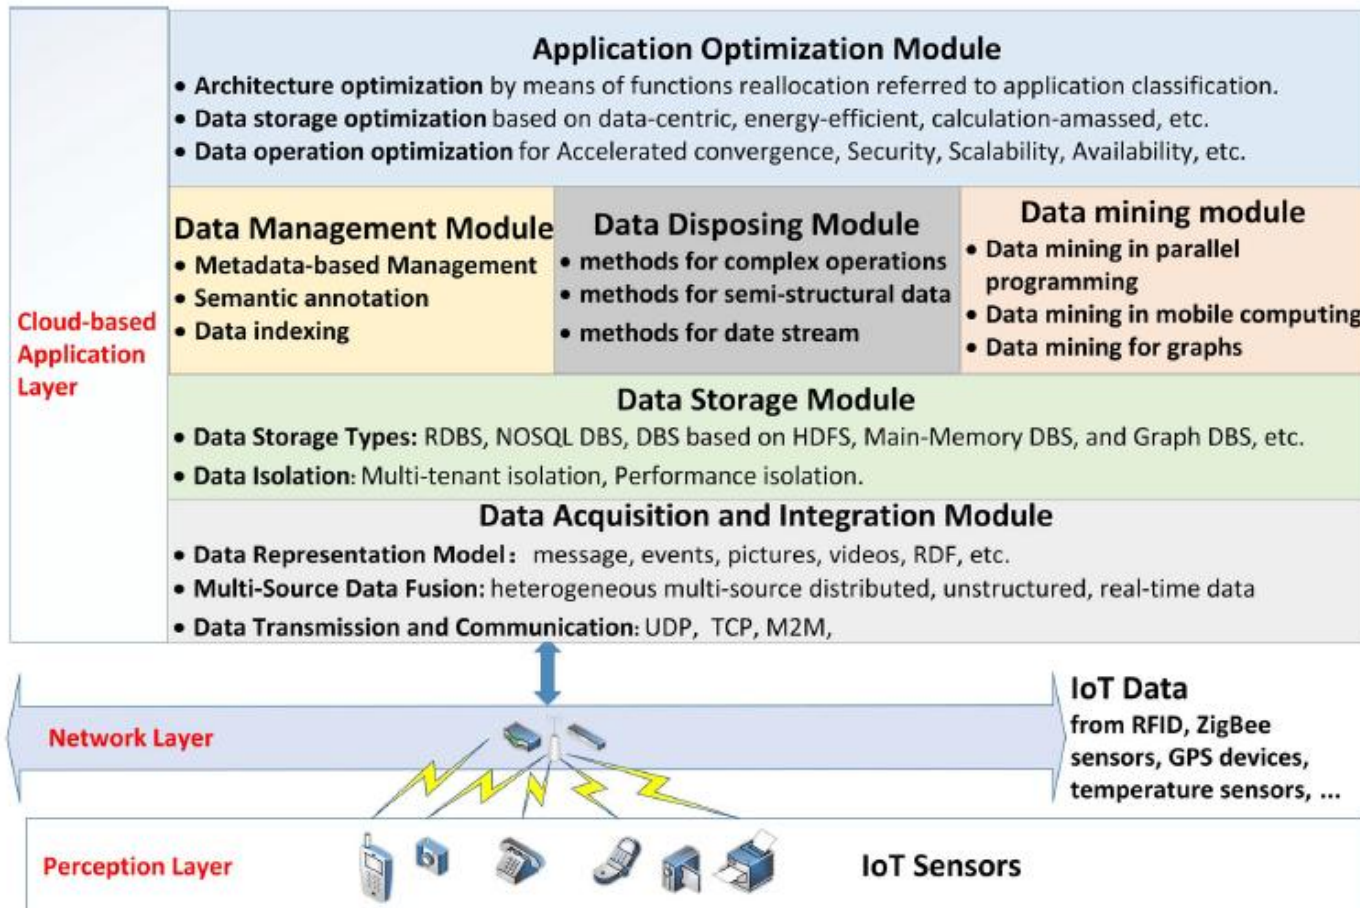 Application Optimization Module
• Architecture optimization by means of functions reallocation referred to application classification.
• Data storage optimization based on data-centric, energy-efficient, calculation-amassed, etc.
• Data operation optimization for Accelerated convergence, Security, Scalability, Availability, etc.
Cloud-based
Application
Layer
Data Management Module
• Metadata-based Management
• Semantic annotation
• Data indexing
Data Disposing Module
• methods for complex operations
• methods for semi-structural data
• methods for date stream
Data mining module
• Data mining in parallel
programming
• Data mining in mobile computing
• Data mining for graphs
Data Storage Module
• Data Storage Types: RDBS, NOSQL DBS, DBS based on HDFS, Main-Memory DBS, and Graph DBS, etc.
• Data Isolation: Multi-tenant isolation, Performance isolation.
Data Acquisition and Integration Module
• Data Representation Model: message, events, pictures, videos, RDF, etc.
• Multi-Source Data Fusion: heterogeneous multi-source distributed, unstructured, real-time data
• Data Transmission and Communication: UDP, TCP, M2M,
Network Layer
IoT Data
from RFID, ZigBee
sensors, GPS devices,
temperature sensors, ...
Perception Layer
IoT Sensors